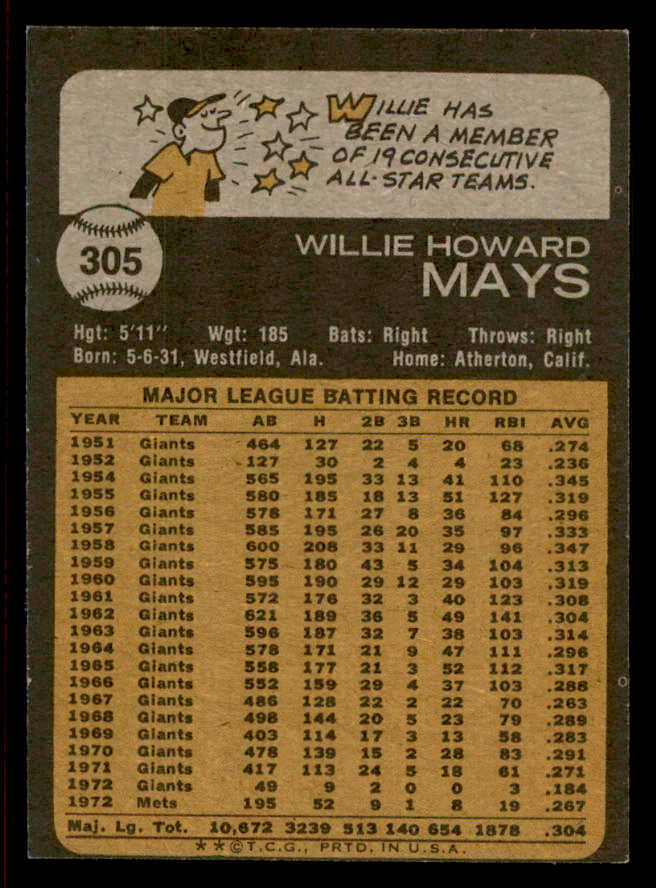 WILLIE HAS
BEEN A MEMBER
OF 19 CONSECUTIVE
ALL-STAR TEAMS.
305
WILLIE HOWARD
MAYS
Hgt: 5'11" Wgt: 185 Bats: Right Throws: Right
Born: 5-6-31, Westfield, Ala. Home: Atherton, Calif.
MAJOR LEAGUE BATTING RECORD
YEAR TEAM AB H 2B 3B HR RBI AVG
1951 Giants 464 127 22 5 20 68 .274
1952 Giants 127 30 2 4 4 23 .236
1954 Giants 565 195 33 13 41 110 .345
1955 Giants 580 185 18 13 51 127 .319
1956 Giants 578 171 27 8 36 84 .296
1957 Giants 585 195 26 20 35 97 .333
1958 Giants 600 208 33 11 29 96 .347
1959 Giants 575 180 43 5 34 104 .313
1960 Giants 595 190 29 12 29 103 .319
1961 Giants 572 176 32 3 40 123 .308
1962 Giants 621 189 36 5 49 141 .304
1963 Giants 596 187 32 7 38 103 .314
1964 Giants 578 171 21 9 47 111 .296
1965 Giants 558 177 21 3 52 112 .317
1966 Giants 552 159 29 4 37 103 .288
1967 Giants 486 128 22 2 22 70 .263
1968 Giants 498 144 20 5 23 79 .289
1969 Giants 403 114 17 3 13 58 .283
1970 Giants 478 139 15 2 28 83 .291
1971 Giants 417 113 24 5 18 61 .271
1972 Giants 49 9 2 0 0 3 .184
1972 Mets 195 52 9 1 8 19 .267
Maj. Lg. Tot. 10,672 3239 513 140 654 1878 .304
**©T.C.G., PRTD. IN U.S.A.